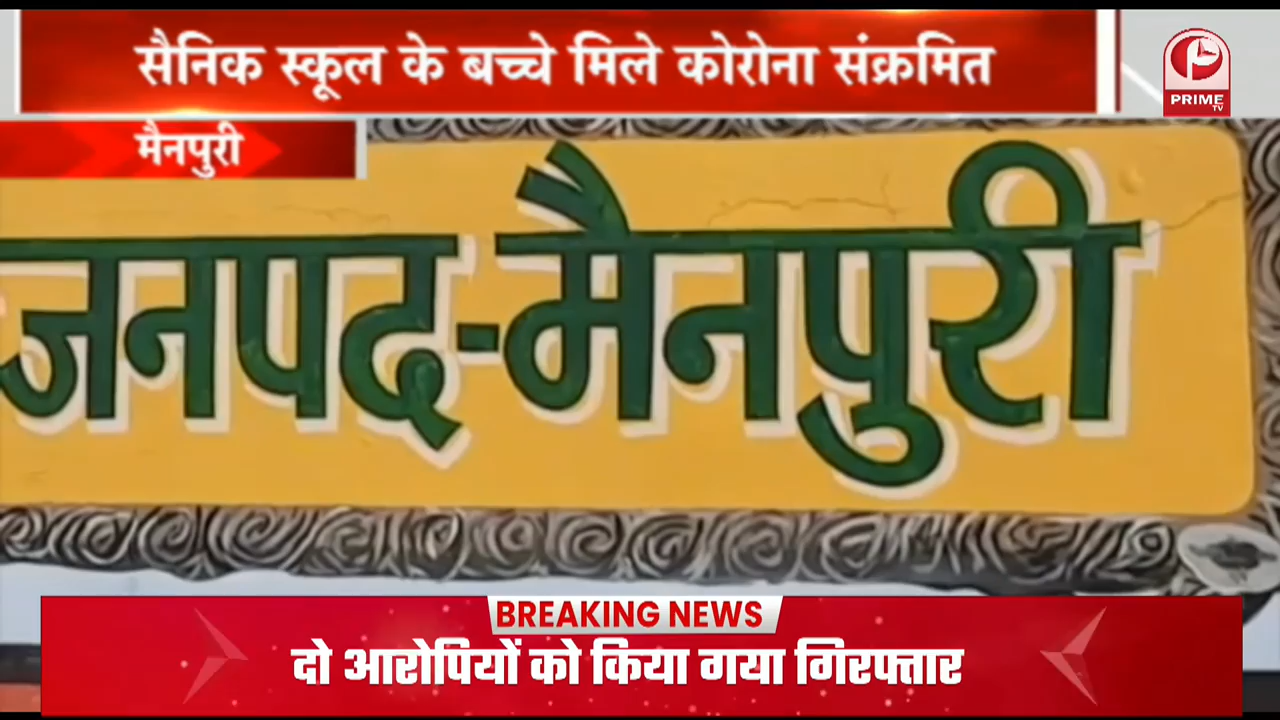 सैनिक स्कूल के बच्चे मिले कोरोना संक्रमित
PRIME
TV
मैनपुरी
जनपद-मैनपुरी
BREAKING NEWS
दो आरोपियों को किया गया गिरफ्तार